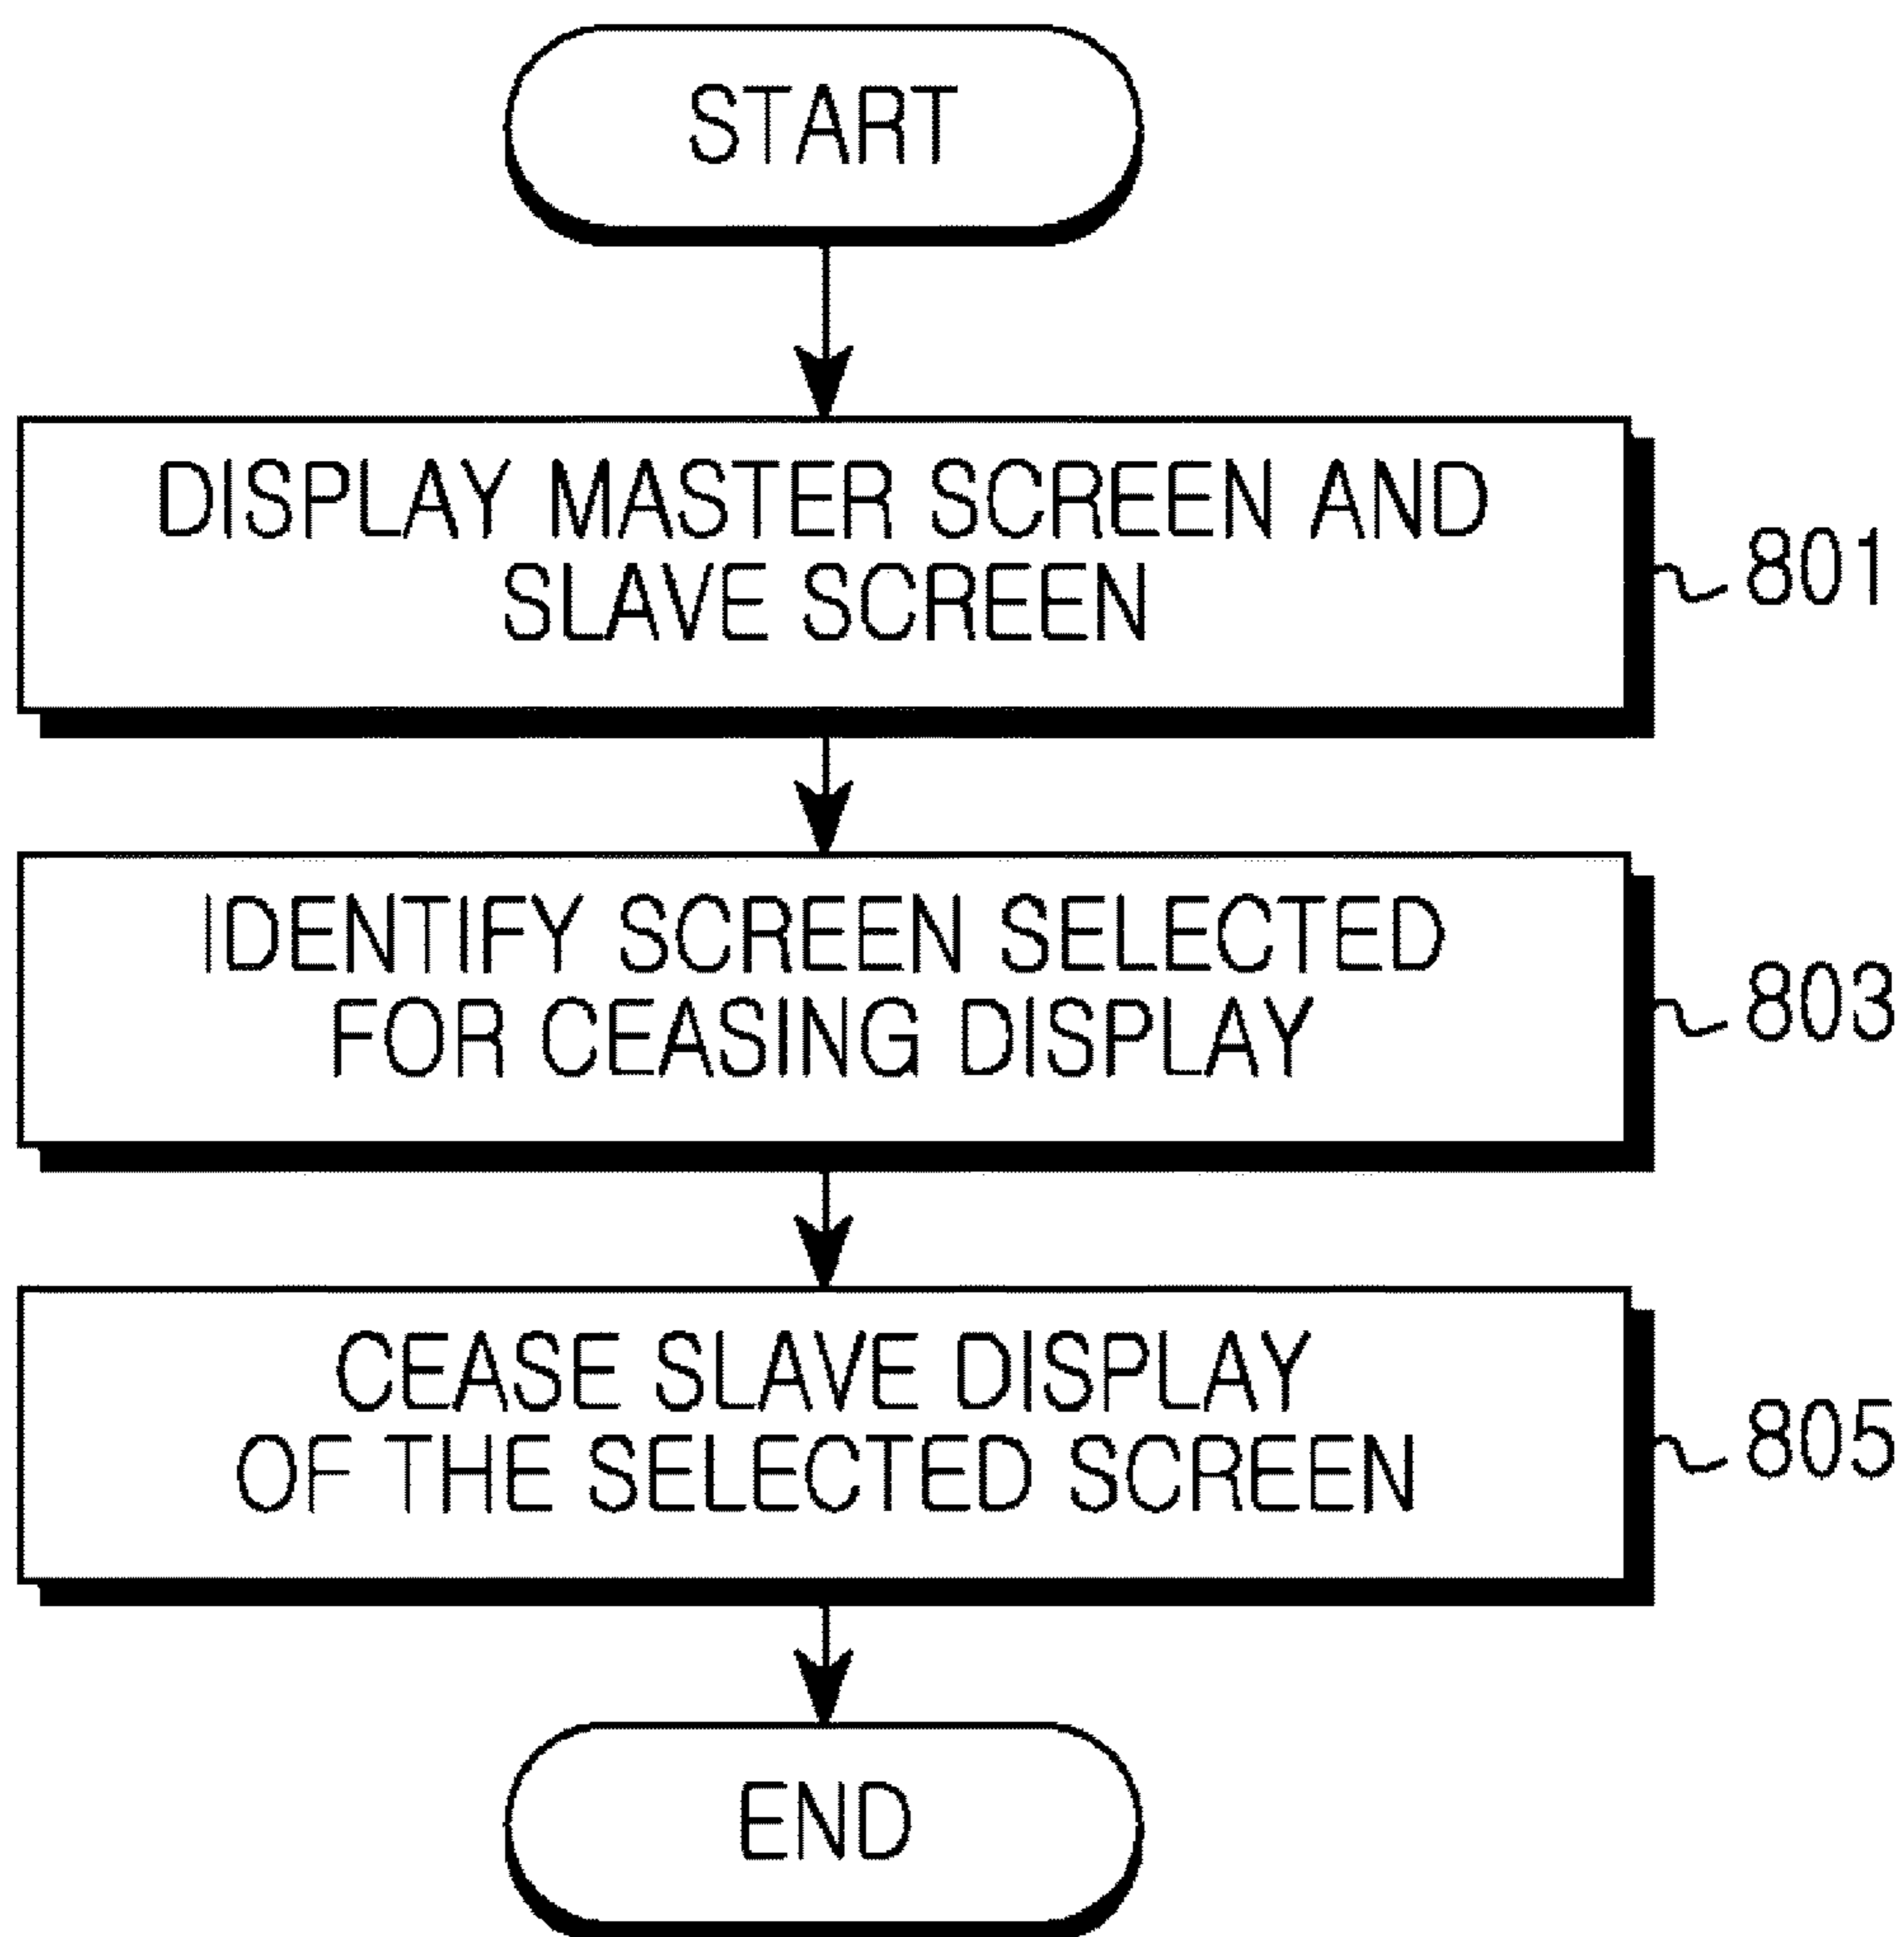 START
DISPLAY MASTER SCREEN AND
SLAVE SCREEN
801
IDENTIFY SCREEN SELECTED
FOR CEASING DISPLAY
803
CEASE SLAVE DISPLAY
OF THE SELECTED SCREEN
805
END